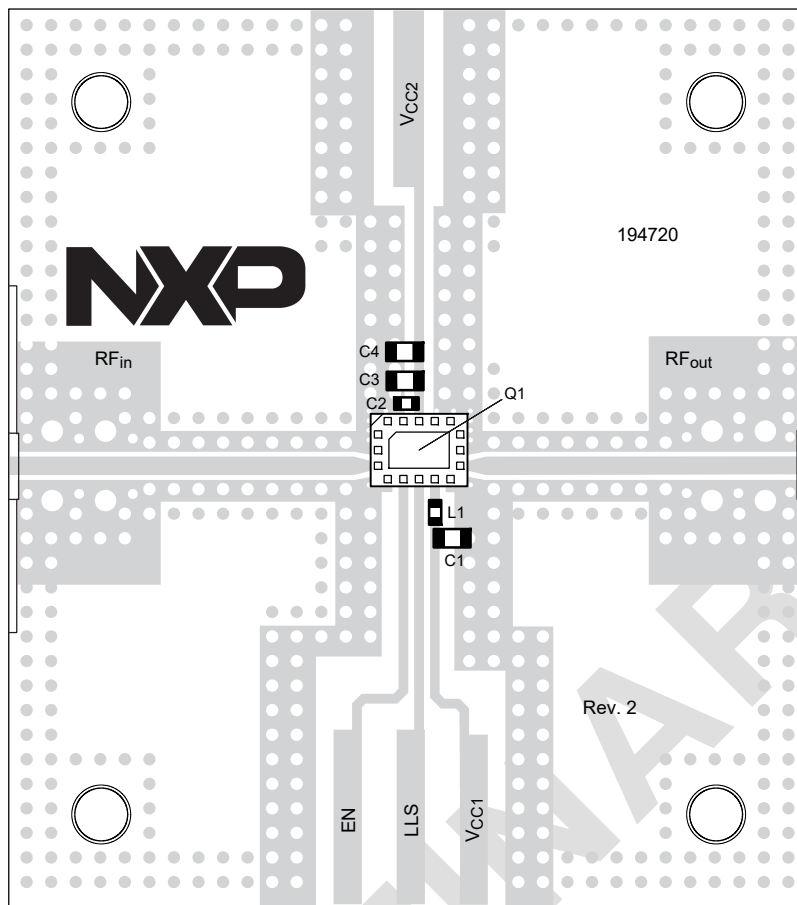 VCC2
194720
NXP
C4
RFin
RFout
C3
Q1
C2
L1
C1
Rev. 2
EN
LLS
VCC1